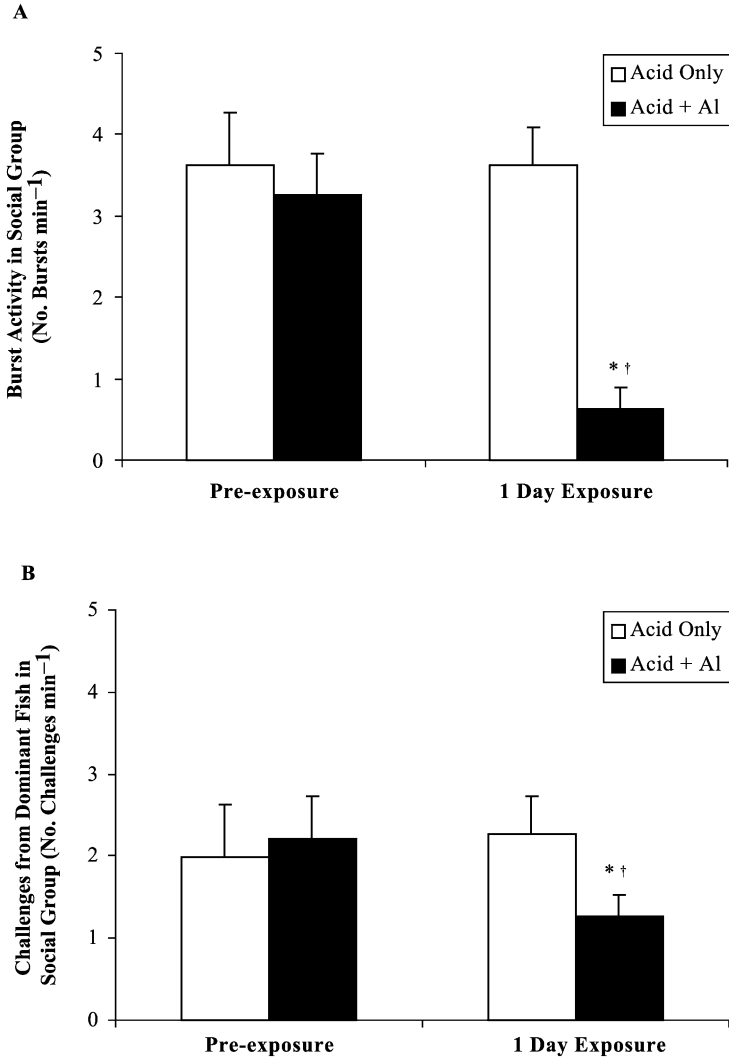 A
5
4
3
2
1
0
Burst Activity in Social Group
(No. Bursts min−1)
Acid Only
Acid + Al
* †
Pre-exposure
1 Day Exposure
B
5
4
3
2
1
0
Challenges from Dominant Fish in
Social Group (No. Challenges min−1)
Acid Only
Acid + Al
* †
Pre-exposure
1 Day Exposure